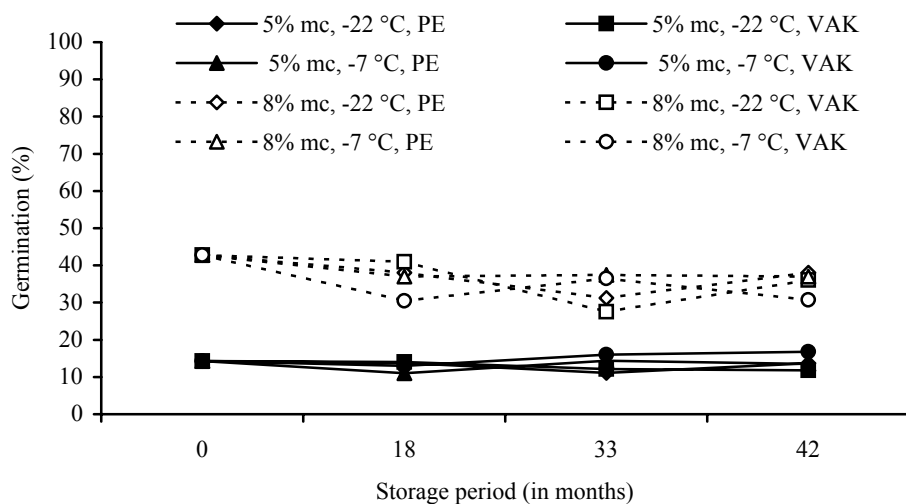 5% mc, -22 °C, PE
5% mc, -22 °C, VAK
5% mc, -7 °C, PE
5% mc, -7 °C, VAK
8% mc, -22 °C, PE
8% mc, -22 °C, VAK
8% mc, -7 °C, PE
8% mc, -7 °C, VAK
Germination (%)
100
90
80
70
60
50
40
30
20
10
0
0 18 33 42
Storage period (in months)